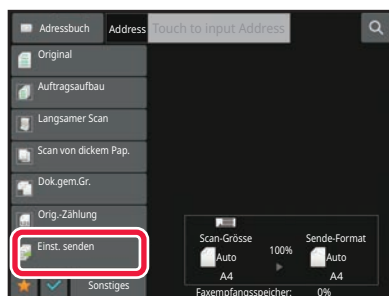 Adressbuch
Address
Touch to input Address
Original
Auftragsaufbau
Langsamer Scan
Scan von dickem Pap.
Dok.gem.Gr.
Orig.-Zählung
Einst. senden
Sonstiges
Scan-Grösse
100%
Sende-Format
Auto
Auto
A4
A4
Faxempfangsspeicher: 0%